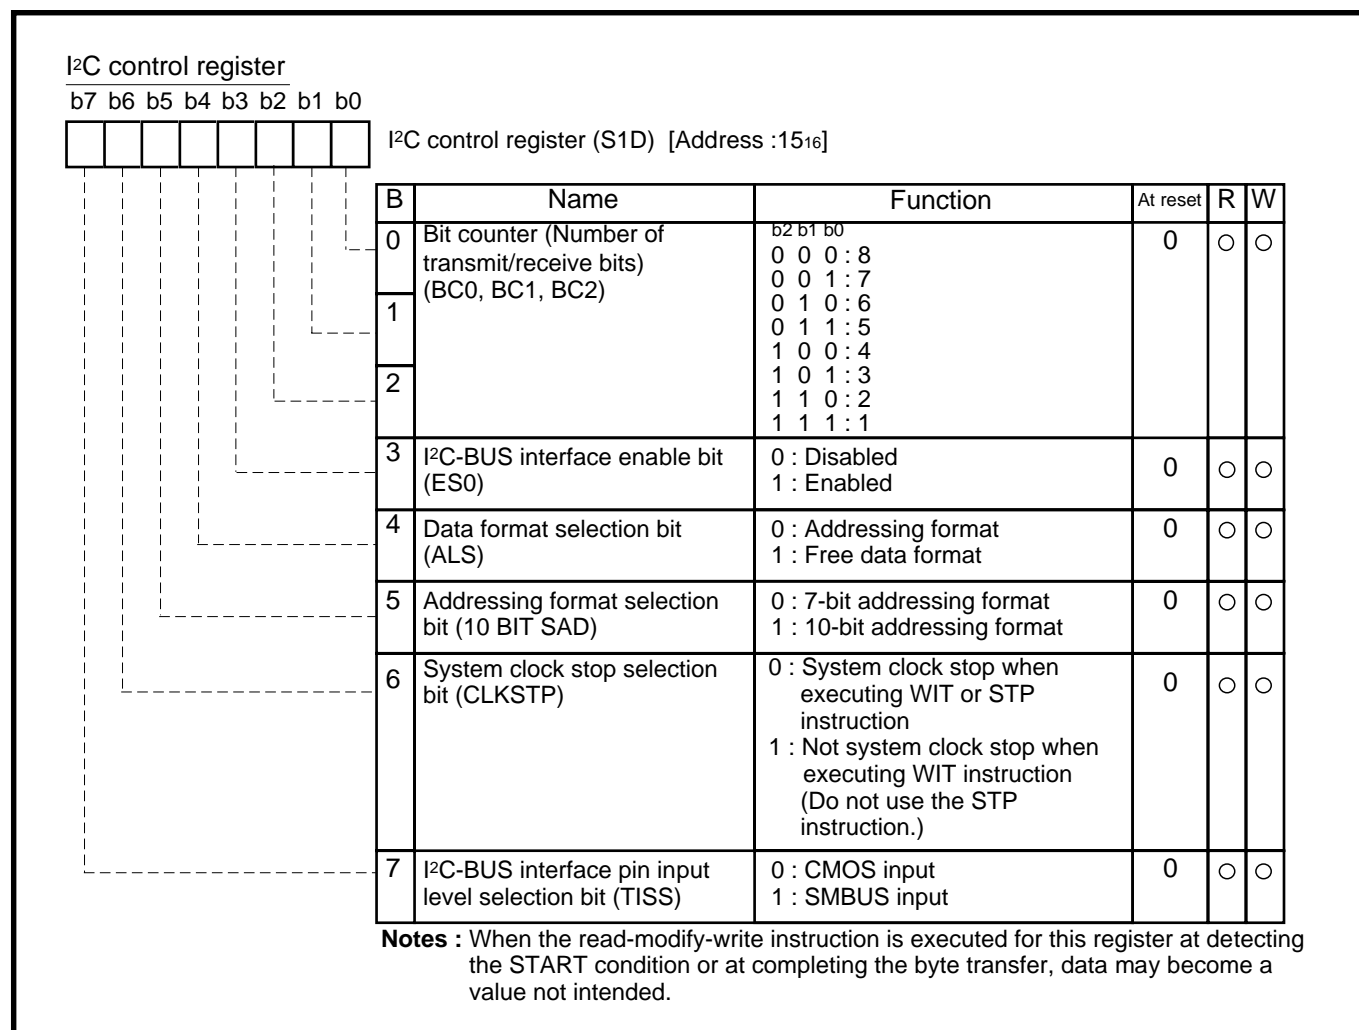 I²C control register
b7 b6 b5 b4 b3 b2 b1 b0
I²C control register (S1D) [Address :15₁₆]
B Name Function At reset R W
0 Bit counter (Number of transmit/receive bits) (BC0, BC1, BC2) b2 b1 b0 0 ○ ○
0 0 0 : 8
0 0 1 : 7
0 1 0 : 6
1
0 1 1 : 5
1 0 0 : 4
2
1 0 1 : 3
1 1 0 : 2
1 1 1 : 1
3 I²C-BUS interface enable bit 0 : Disabled 0 ○ ○
(ES0) 1 : Enabled
4 Data format selection bit 0 : Addressing format 0 ○ ○
(ALS) 1 : Free data format
5 Addressing format selection 0 : 7-bit addressing format 0 ○ ○
bit (10 BIT SAD) 1 : 10-bit addressing format
6 System clock stop selection 0 : System clock stop when 0 ○ ○
bit (CLKSTP) executing WIT or STP
instruction
1 : Not system clock stop when
executing WIT instruction
(Do not use the STP
instruction.)
7 I²C-BUS interface pin input 0 : CMOS input 0 ○ ○
level selection bit (TISS) 1 : SMBUS input
Notes : When the read-modify-write instruction is executed for this register at detecting
the START condition or at completing the byte transfer, data may become a
value not intended.